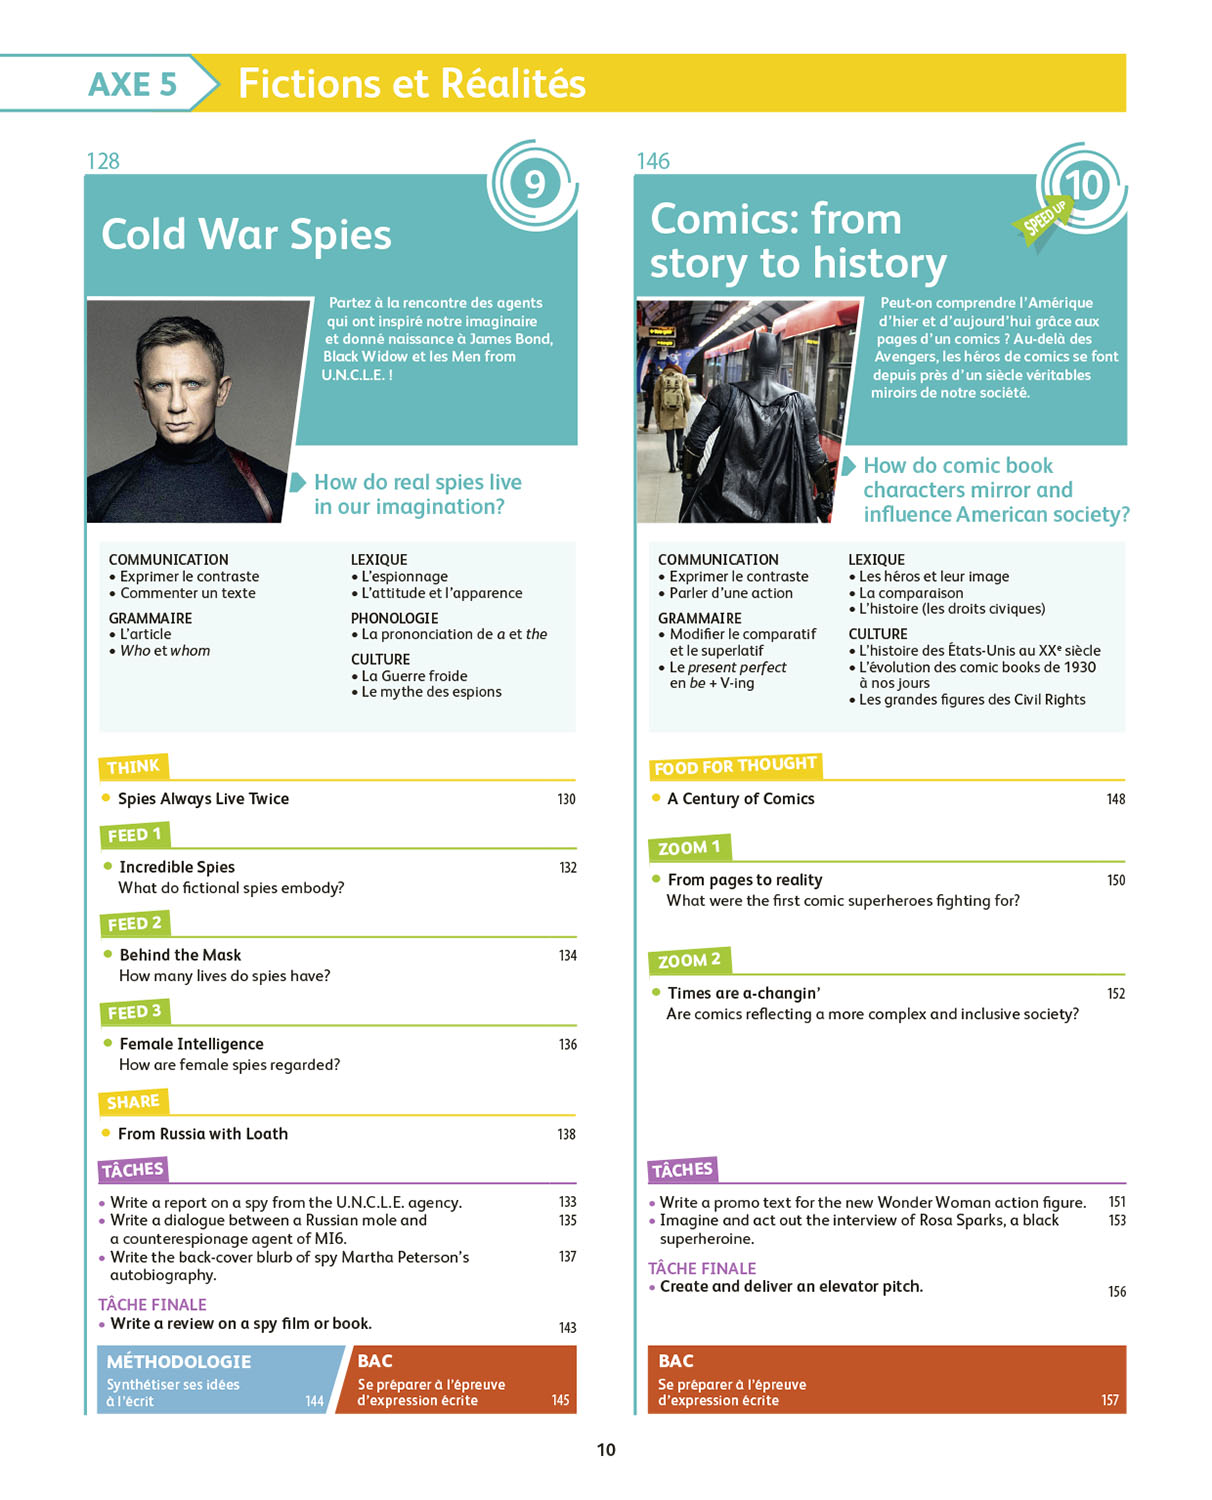 AXE 5
Fictions et Réalités
128
9
Cold War Spies
Partez à la rencontre des agents
qui ont inspiré notre imaginaire
et donné naissance à James Bond,
Black Widow et les Men from
U.N.C.L.E. !
How do real spies live
in our imagination?
COMMUNICATION
• Exprimer le contraste
• Commenter un texte
GRAMMAIRE
• L'article
• Who et whom
LEXIQUE
• L'espionnage
• L'attitude et l'apparence
PHONOLOGIE
• La prononciation de a et the
CULTURE
• La Guerre froide
• Le mythe des espions
THINK
• Spies Always Live Twice 130
FEED 1
• Incredible Spies 132
What do fictional spies embody?
FEED 2
• Behind the Mask 134
How many lives do spies have?
FEED 3
• Female Intelligence 136
How are female spies regarded?
SHARE
• From Russia with Loath 138
TÂCHES
• Write a report on a spy from the U.N.C.L.E. agency. 133
• Write a dialogue between a Russian mole and 135
a counterespionage agent of MI6.
• Write the back-cover blurb of spy Martha Peterson's 137
autobiography.
TÂCHE FINALE
• Write a review on a spy film or book. 143
MÉTHODOLOGIE
Synthétiser ses idées
à l'écrit 144
BAC
Se préparer à l'épreuve
d'expression écrite 145
146
10
SPEED UP
Comics: from
story to history
Peut-on comprendre l'Amérique
d'hier et d'aujourd'hui grâce aux
pages d'un comics ? Au-delà des
Avengers, les héros de comics se font
depuis près d'un siècle véritables
miroirs de notre société.
How do comic book
characters mirror and
influence American society?
COMMUNICATION
• Exprimer le contraste
• Parler d'une action
GRAMMAIRE
• Modifier le comparatif
et le superlatif
• Le present perfect
en be + V-ing
LEXIQUE
• Les héros et leur image
• La comparaison
• L'histoire (les droits civiques)
CULTURE
• L'histoire des États-Unis au XXe siècle
• L'évolution des comic books de 1930
à nos jours
• Les grandes figures des Civil Rights
FOOD FOR THOUGHT
• A Century of Comics 148
ZOOM 1
• From pages to reality 150
What were the first comic superheroes fighting for?
ZOOM 2
• Times are a-changin' 152
Are comics reflecting a more complex and inclusive society?
TÂCHES
• Write a promo text for the new Wonder Woman action figure. 151
• Imagine and act out the interview of Rosa Sparks, a black 153
superheroine.
TÂCHE FINALE
• Create and deliver an elevator pitch. 156
BAC
Se préparer à l'épreuve
d'expression écrite 157
10